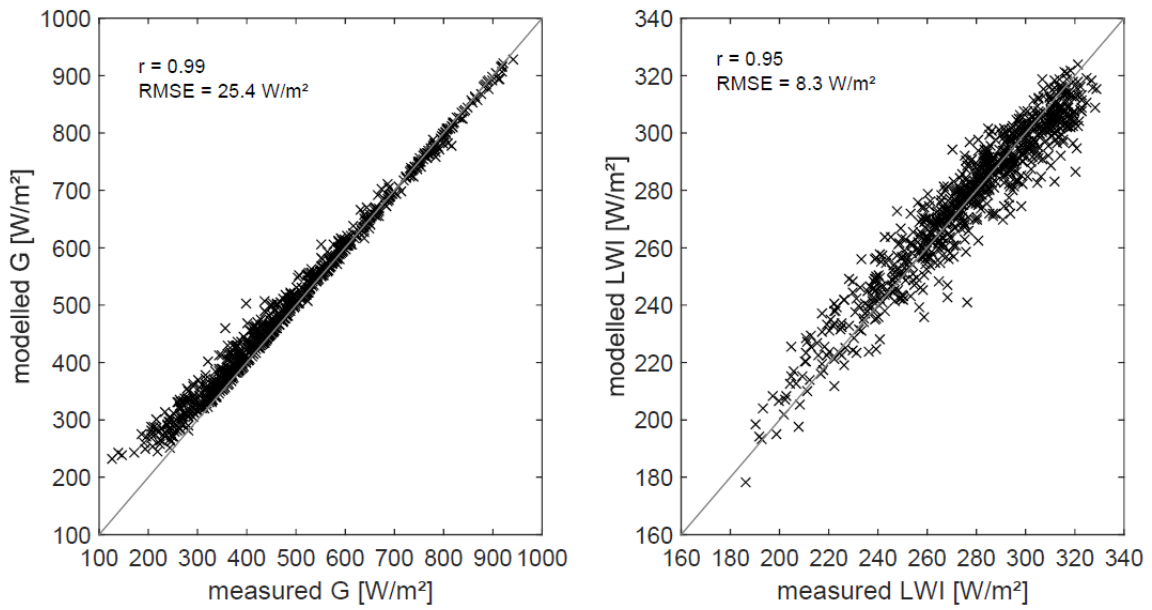 r = 0.99
RMSE = 25.4 W/m²
modelled G [W/m²]
1000
900
800
700
600
500
400
300
200
100
100 200 300 400 500 600 700 800 900 1000
measured G [W/m²]
r = 0.95
RMSE = 8.3 W/m²
modelled LWI [W/m²]
340
320
300
280
260
240
220
200
180
160
160 180 200 220 240 260 280 300 320 340
measured LWI [W/m²]